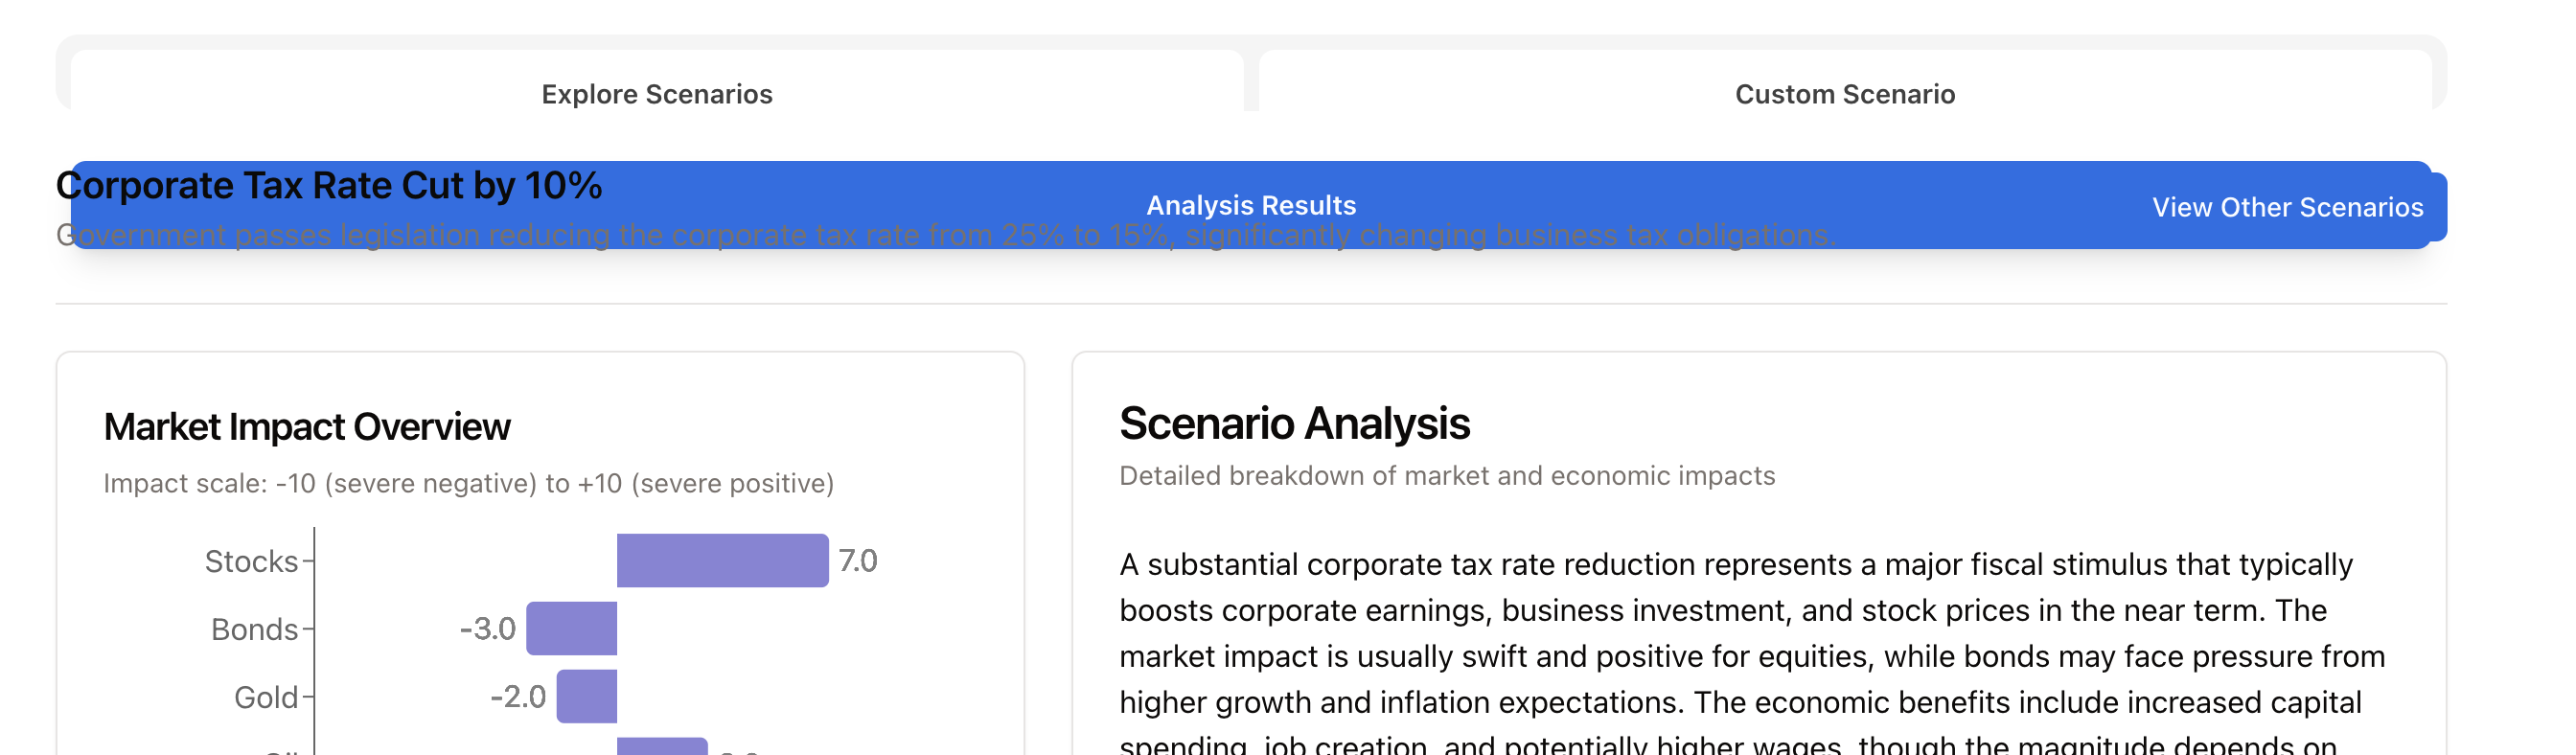 Explore Scenarios
Custom Scenario
Corporate Tax Rate Cut by 10%
Analysis Results
View Other Scenarios
Government passes legislation reducing the corporate tax rate from 25% to 15%, significantly changing business tax obligations.
Market Impact Overview
Impact scale: -10 (severe negative) to +10 (severe positive)
Stocks
7.0
Bonds
-3.0
Gold
-2.0
Scenario Analysis
Detailed breakdown of market and economic impacts
A substantial corporate tax rate reduction represents a major fiscal stimulus that typically
boosts corporate earnings, business investment, and stock prices in the near term. The
market impact is usually swift and positive for equities, while bonds may face pressure from
higher growth and inflation expectations. The economic benefits include increased capital
spending, job creation, and potentially higher wages, though the magnitude depends on